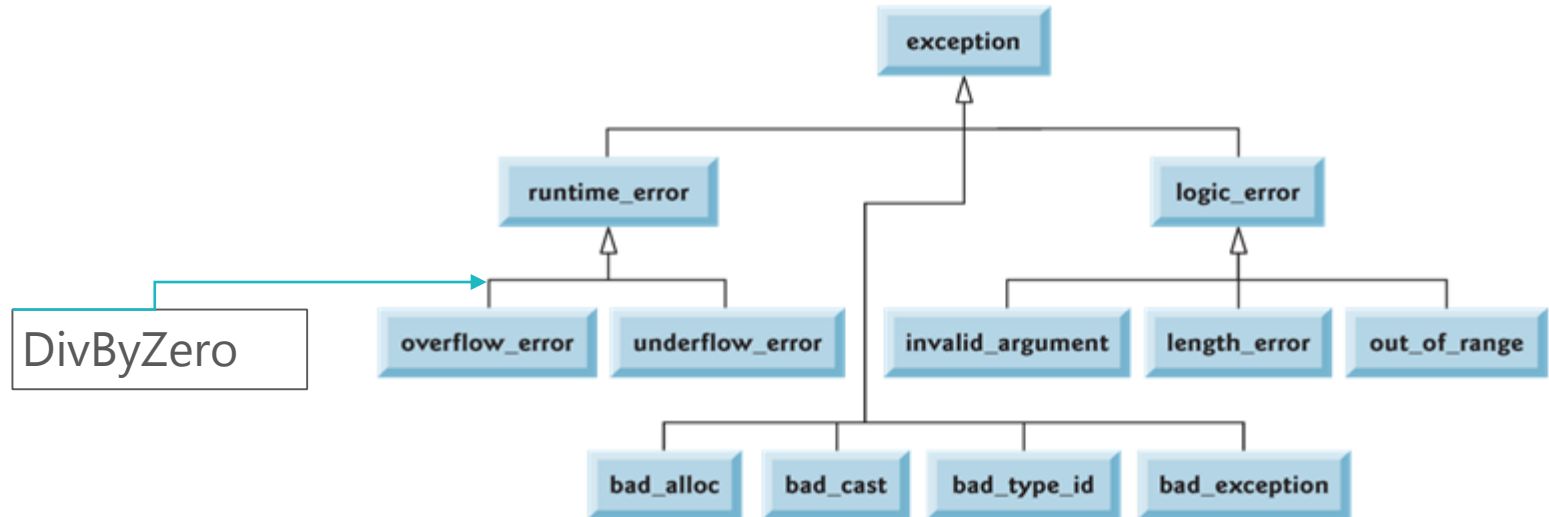 exception
runtime_error
logic_error
DivByZero
overflow_error
underflow_error
invalid_argument
length_error
out_of_range
bad_alloc
bad_cast
bad_type_id
bad_exception